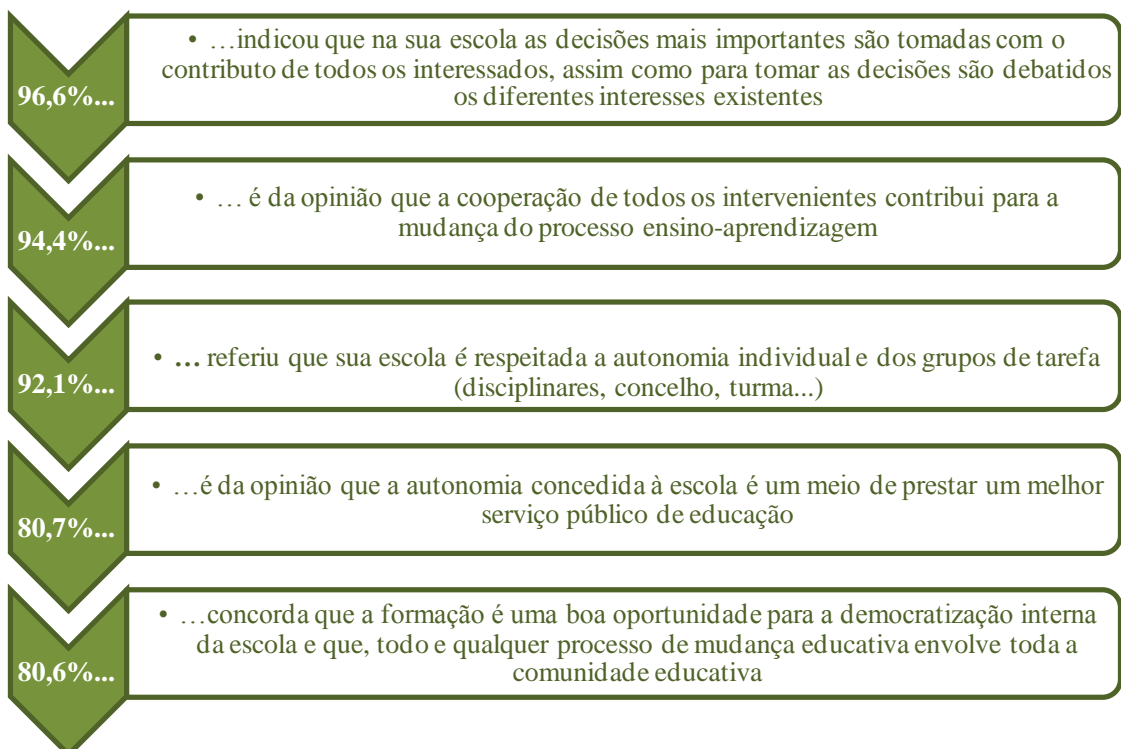 96,6%...
• …indicou que na sua escola as decisões mais importantes são tomadas com o
contributo de todos os interessados, assim como para tomar as decisões são debatidos
os diferentes interesses existentes
94,4%...
• … é da opinião que a cooperação de todos os intervenientes contribui para a
mudança do processo ensino-aprendizagem
92,1%...
• … referiu que sua escola é respeitada a autonomia individual e dos grupos de tarefa
(disciplinares, concelho, turma...)
80,7%...
• …é da opinião que a autonomia concedida à escola é um meio de prestar um melhor
serviço público de educação
80,6%...
• …concorda que a formação é uma boa oportunidade para a democratização interna
da escola e que, todo e qualquer processo de mudança educativa envolve toda a
comunidade educativa